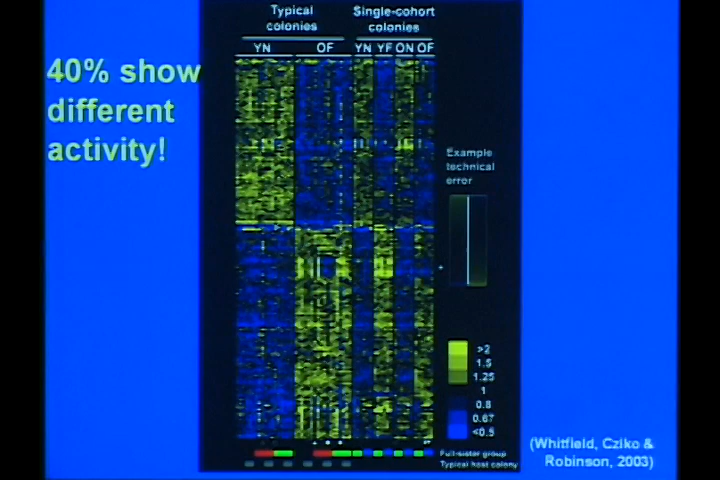 Typical
colonies
Single-cohort
colonies
YN OF YN YF ON OF
40% show
different
activity!
Example
technical
error
>2
1.5
1.25
1
0.8
0.67
<0.5
Full-sister group
Typical host colony
(Whitfield, Cziko &
Robinson, 2003)